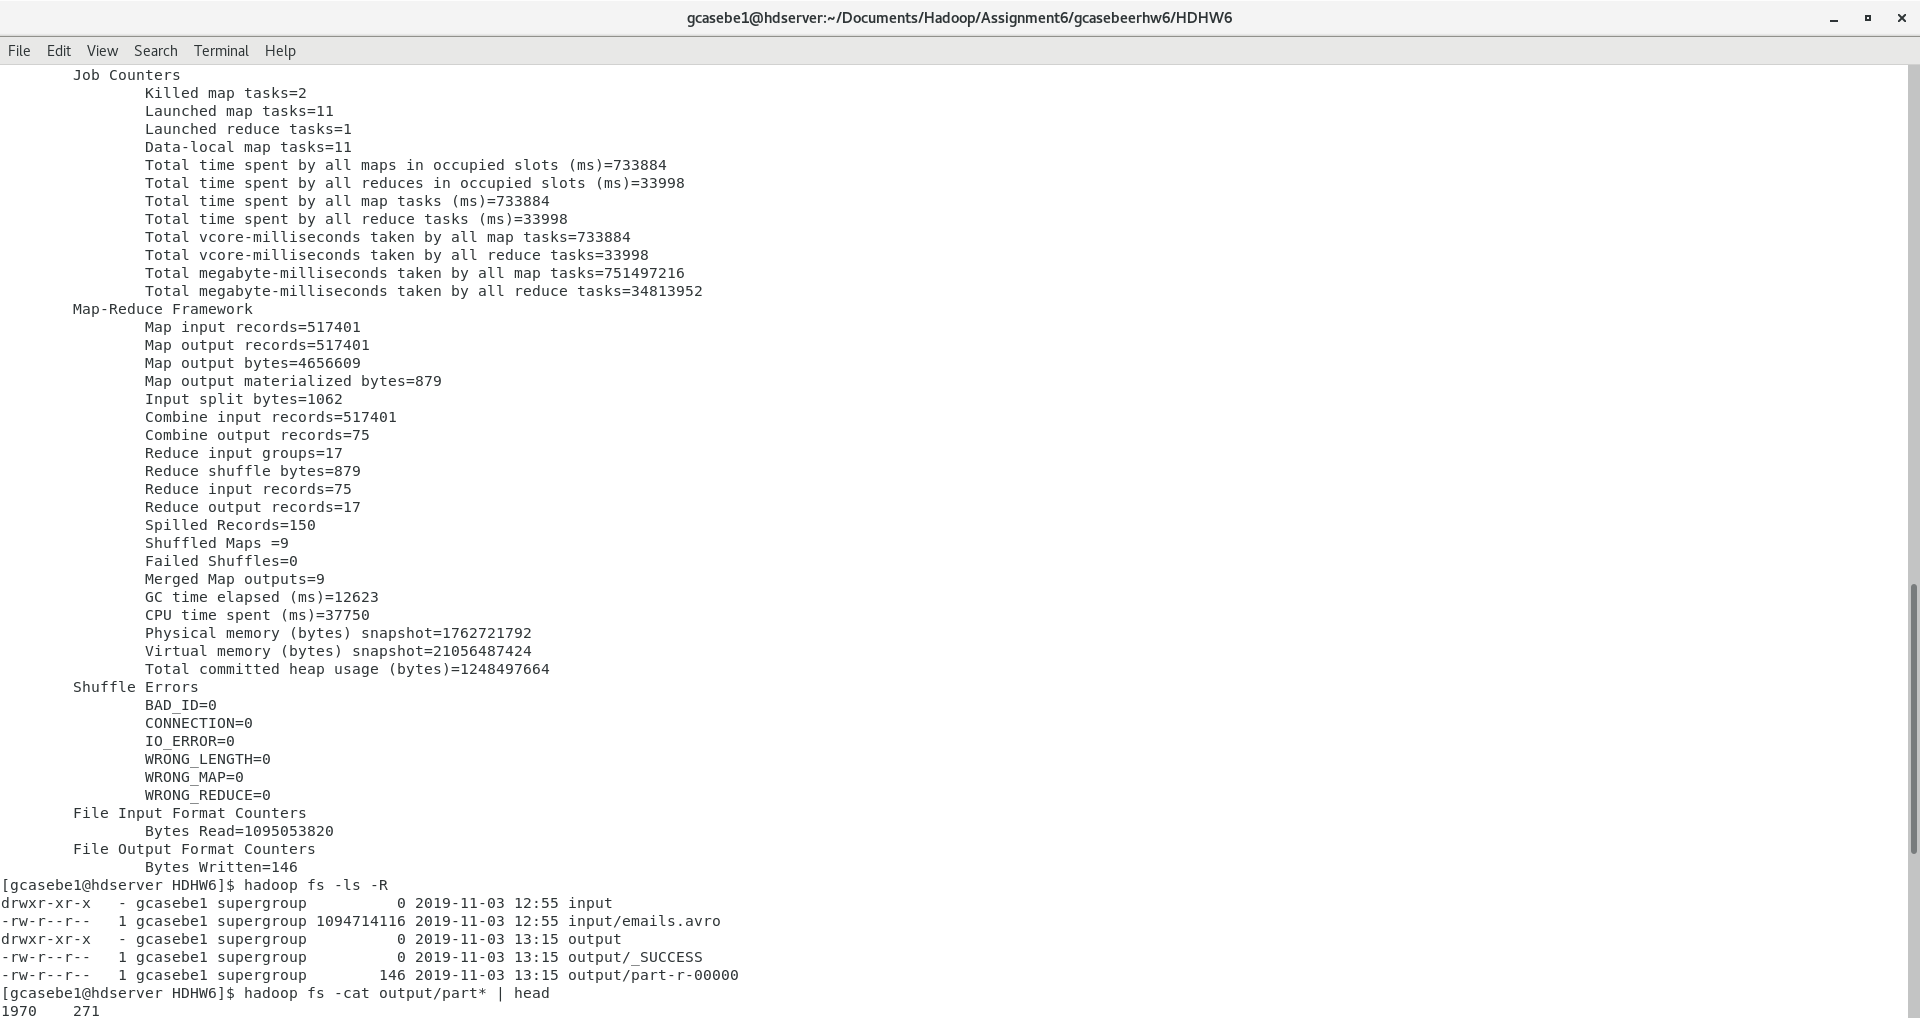 gcasebe1@hdserver:~/Documents/Hadoop/Assignment6/gcasebeerhw6/HDHW6
File Edit View Search Terminal Help
Job Counters
Killed map tasks=2
Launched map tasks=11
Launched reduce tasks=1
Data-local map tasks=11
Total time spent by all maps in occupied slots (ms)=733884
Total time spent by all reduces in occupied slots (ms)=33998
Total time spent by all map tasks (ms)=733884
Total time spent by all reduce tasks (ms)=33998
Total vcore-milliseconds taken by all map tasks=733884
Total vcore-milliseconds taken by all reduce tasks=33998
Total megabyte-milliseconds taken by all map tasks=751497216
Total megabyte-milliseconds taken by all reduce tasks=34813952
Map-Reduce Framework
Map input records=517401
Map output records=517401
Map output bytes=4656609
Map output materialized bytes=879
Input split bytes=1062
Combine input records=517401
Combine output records=75
Reduce input groups=17
Reduce shuffle bytes=879
Reduce input records=75
Reduce output records=17
Spilled Records=150
Shuffled Maps =9
Failed Shuffles=0
Merged Map outputs=9
GC time elapsed (ms)=12623
CPU time spent (ms)=37750
Physical memory (bytes) snapshot=1762721792
Virtual memory (bytes) snapshot=21056487424
Total committed heap usage (bytes)=1248497664
Shuffle Errors
BAD_ID=0
CONNECTION=0
IO_ERROR=0
WRONG_LENGTH=0
WRONG_MAP=0
WRONG_REDUCE=0
File Input Format Counters
Bytes Read=1095053820
File Output Format Counters
Bytes Written=146
[gcasebe1@hdserver HDHW6]$ hadoop fs -ls -R
drwxr-xr-x   - gcasebe1 supergroup          0 2019-11-03 12:55 input
-rw-r--r--   1 gcasebe1 supergroup 1094714116 2019-11-03 12:55 input/emails.avro
drwxr-xr-x   - gcasebe1 supergroup          0 2019-11-03 13:15 output
-rw-r--r--   1 gcasebe1 supergroup          0 2019-11-03 13:15 output/_SUCCESS
-rw-r--r--   1 gcasebe1 supergroup        146 2019-11-03 13:15 output/part-r-00000
[gcasebe1@hdserver HDHW6]$ hadoop fs -cat output/part* | head
1970    271